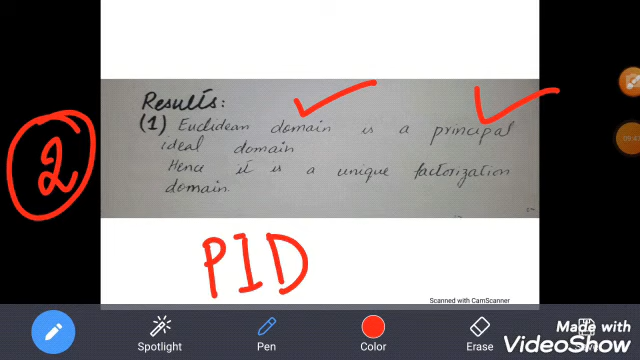 Results:
(1) Euclidean domain is a principal
ideal domain
Hence it is a unique factorization
domain
2
PID
Scanned with CamScanner
Spotlight
Pen
Color
Erase
Made with
VideoShow